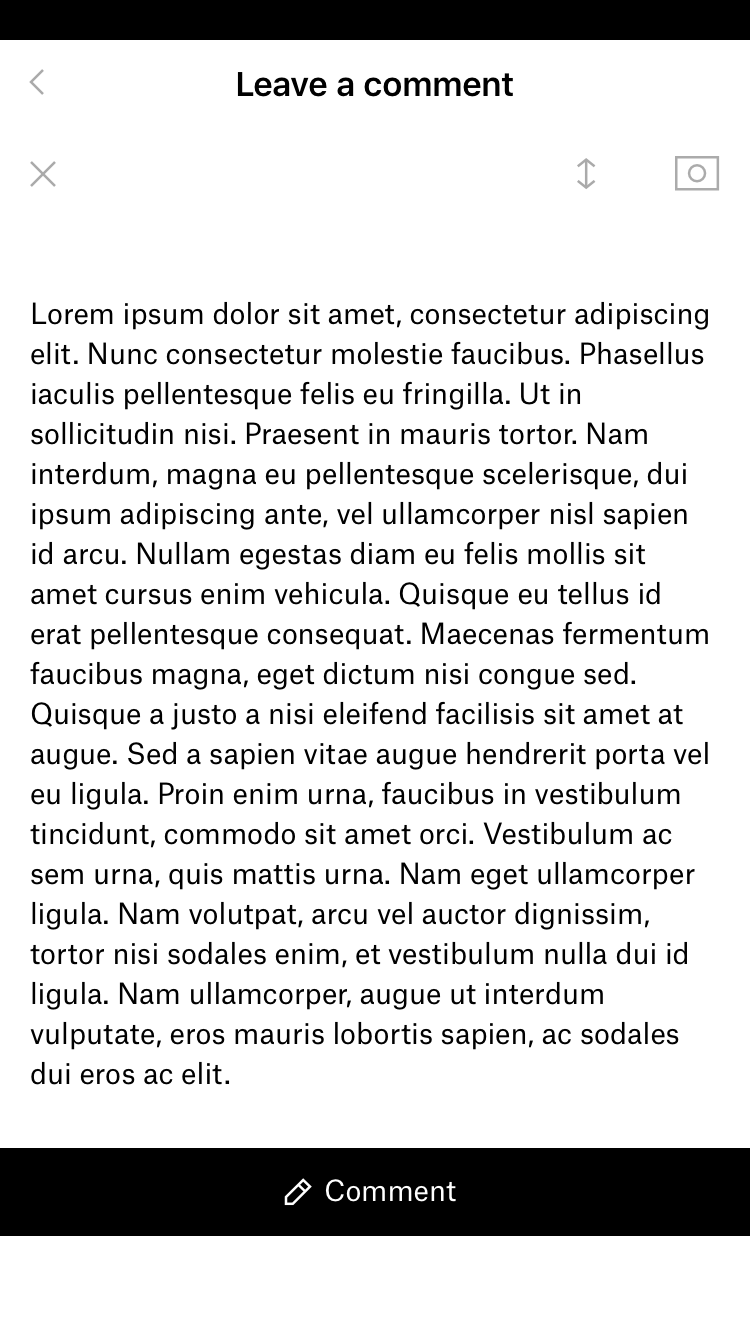 Leave a comment
Lorem ipsum dolor sit amet, consectetur adipiscing
elit. Nunc consectetur molestie faucibus. Phasellus
iaculis pellentesque felis eu fringilla. Ut in
sollicitudin nisi. Praesent in mauris tortor. Nam
interdum, magna eu pellentesque scelerisque, dui
ipsum adipiscing ante, vel ullamcorper nisl sapien
id arcu. Nullam egestas diam eu felis mollis sit
amet cursus enim vehicula. Quisque eu tellus id
erat pellentesque consequat. Maecenas fermentum
faucibus magna, eget dictum nisi congue sed.
Quisque a justo a nisi eleifend facilisis sit amet at
augue. Sed a sapien vitae augue hendrerit porta vel
eu ligula. Proin enim urna, faucibus in vestibulum
tincidunt, commodo sit amet orci. Vestibulum ac
sem urna, quis mattis urna. Nam eget ullamcorper
ligula. Nam volutpat, arcu vel auctor dignissim,
tortor nisi sodales enim, et vestibulum nulla dui id
ligula. Nam ullamcorper, augue ut interdum
vulputate, eros mauris lobortis sapien, ac sodales
dui eros ac elit.
Comment